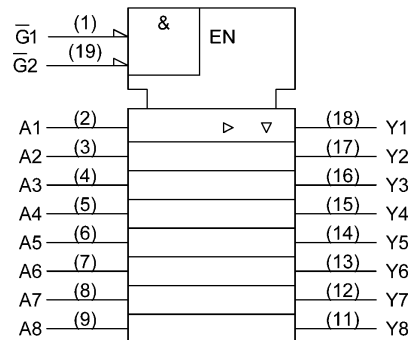 G̅1 (1) & EN
G̅2 (19)
A1 (2) (18) Y1
A2 (3) (17) Y2
A3 (4) (16) Y3
A4 (5) (15) Y4
A5 (6) (14) Y5
A6 (7) (13) Y6
A7 (8) (12) Y7
A8 (9) (11) Y8